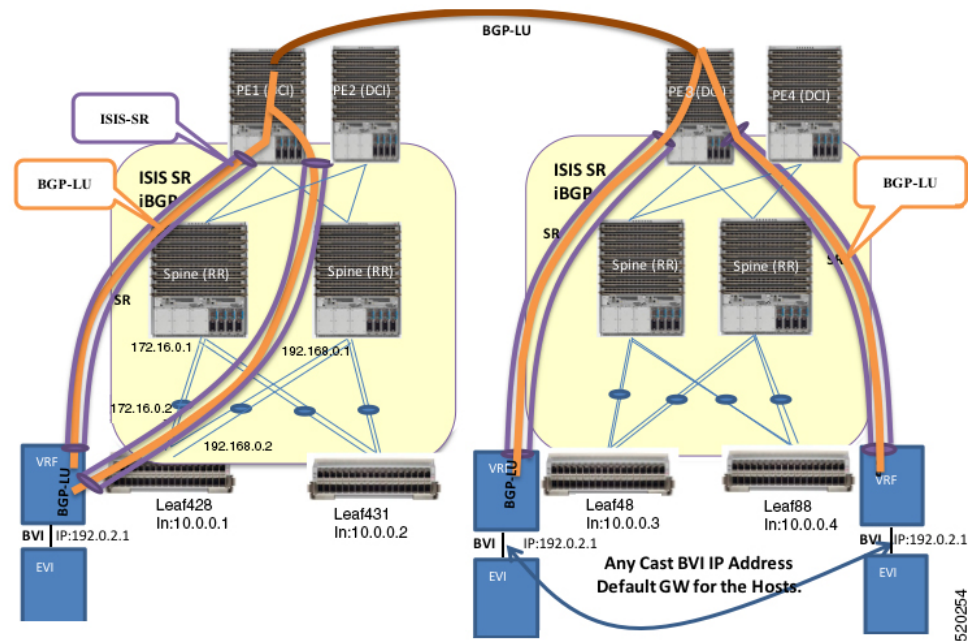 BGP-LU
PE1 (DCI)
PE2 (DCI)
PE3 (DCI)
PE4 (DCI)
ISIS-SR
BGP-LU
ISIS SR
iBGP
SR
Spine (RR)
Spine (RR)
172.16.0.1
192.168.0.1
172.16.0.2
192.168.0.2
VRF
BGP-LU
Leaf428
In:10.0.0.1
Leaf431
In:10.0.0.2
BVI
IP:192.0.2.1
EVI
ISIS SR
iBGP
BGP-LU
SR
SR
Spine (RR)
Spine (RR)
VRF
BGP-LU
Leaf48
In:10.0.0.3
Leaf88
In:10.0.0.4
VRF
BVI
IP:192.0.2.1
BVI
IP:192.0.2.1
EVI
Any Cast BVI IP Address
Default GW for the Hosts.
EVI
520254